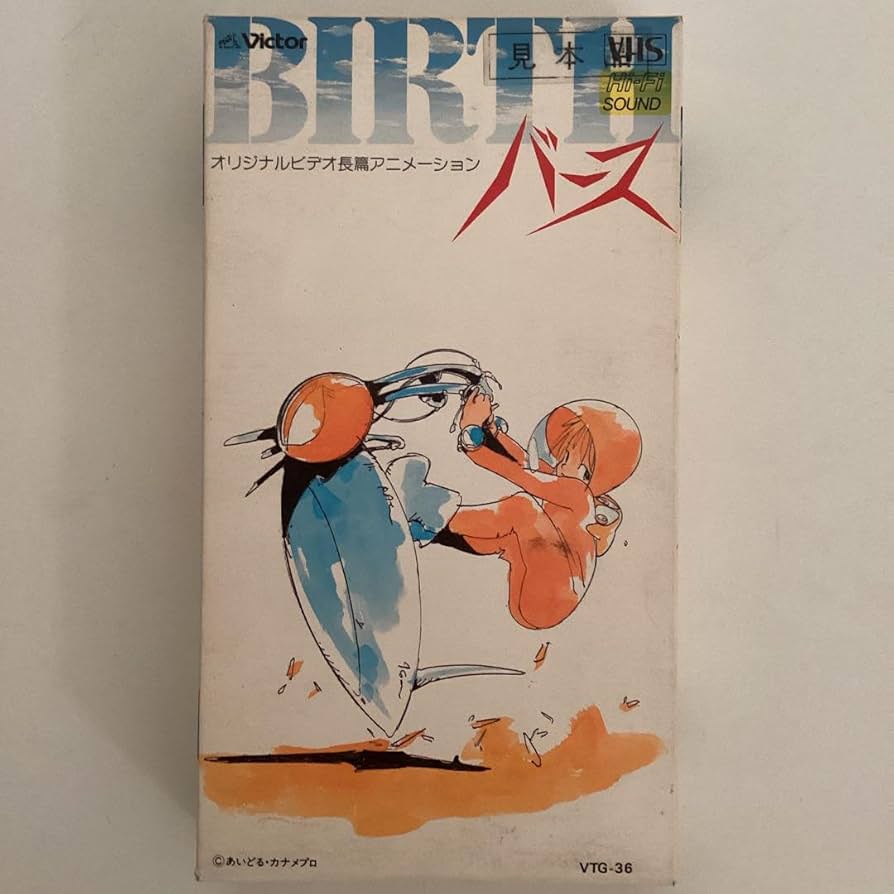 Victor
BIRTH
見本品
VHS
Hi-Fi
SOUND
オリジナルビデオ長篇アニメーション
バース
©あいどる・カナメプロ
VTG-36